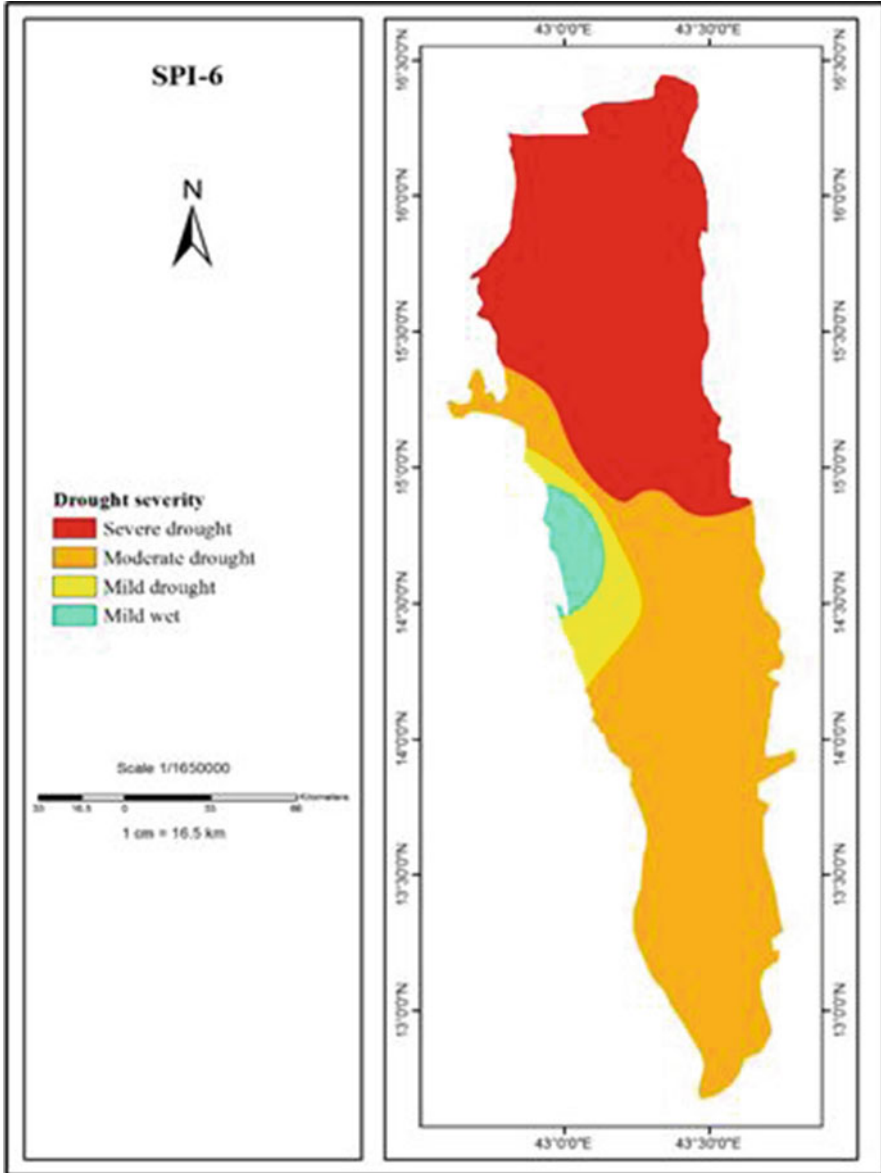 SPI-6
N
Drought severity
Severe drought
Moderate drought
Mild drought
Mild wet
Scale 1/1650000
33 16.5 0 33 66 Kilometers
1 cm = 16.5 km
43°0'0"E 43°30'0"E
16°30'0"N 16°30'0"N
16°0'0"N 16°0'0"N
15°30'0"N 15°30'0"N
15°0'0"N 15°0'0"N
14°30'0"N 14°30'0"N
14°0'0"N 14°0'0"N
13°30'0"N 13°30'0"N
13°0'0"N 13°0'0"N
43°0'0"E 43°30'0"E